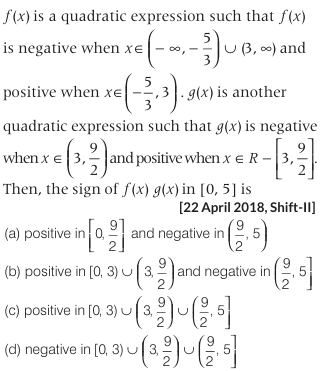 f(x) is a quadratic expression such that f(x)
is negative when x∈(−∞, −5/3) ∪ (3, ∞) and
positive when x∈(−5/3, 3). g(x) is another
quadratic expression such that g(x) is negative
when x ∈ (3, 9/2) and positive when x ∈ R − [3, 9/2].
Then, the sign of f(x) g(x) in [0, 5] is
[22 April 2018, Shift-II]
(a) positive in [0, 9/2] and negative in (9/2, 5)
(b) positive in [0, 3) ∪ (3, 9/2) and negative in (9/2, 5]
(c) positive in [0, 3) ∪ (3, 9/2) ∪ (9/2, 5]
(d) negative in [0, 3) ∪ (3, 9/2) ∪ (9/2, 5]